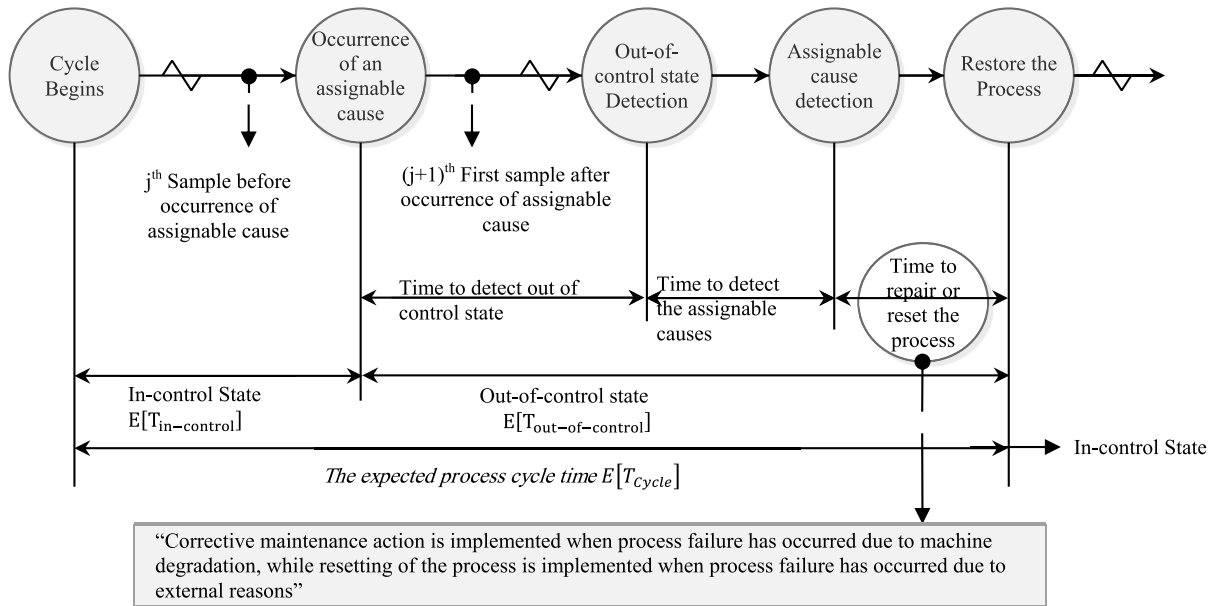 Cycle
Begins
Occurrence
of an
assignable
cause
Out-of-
control state
Detection
Assignable
cause
detection
Restore the
Process
jth Sample before
occurrence of
assignable cause
(j+1)th First sample after
occurrence of assignable
cause
Time to detect out of
control state
Time to detect
the assignable
causes
Time to
repair or
reset the
process
In-control State
E[Tin−control]
Out-of-control state
E[Tout−of−control]
In-control State
The expected process cycle time E[TCycle]
“Corrective maintenance action is implemented when process failure has occurred due to machine
degradation, while resetting of the process is implemented when process failure has occurred due to
external reasons”